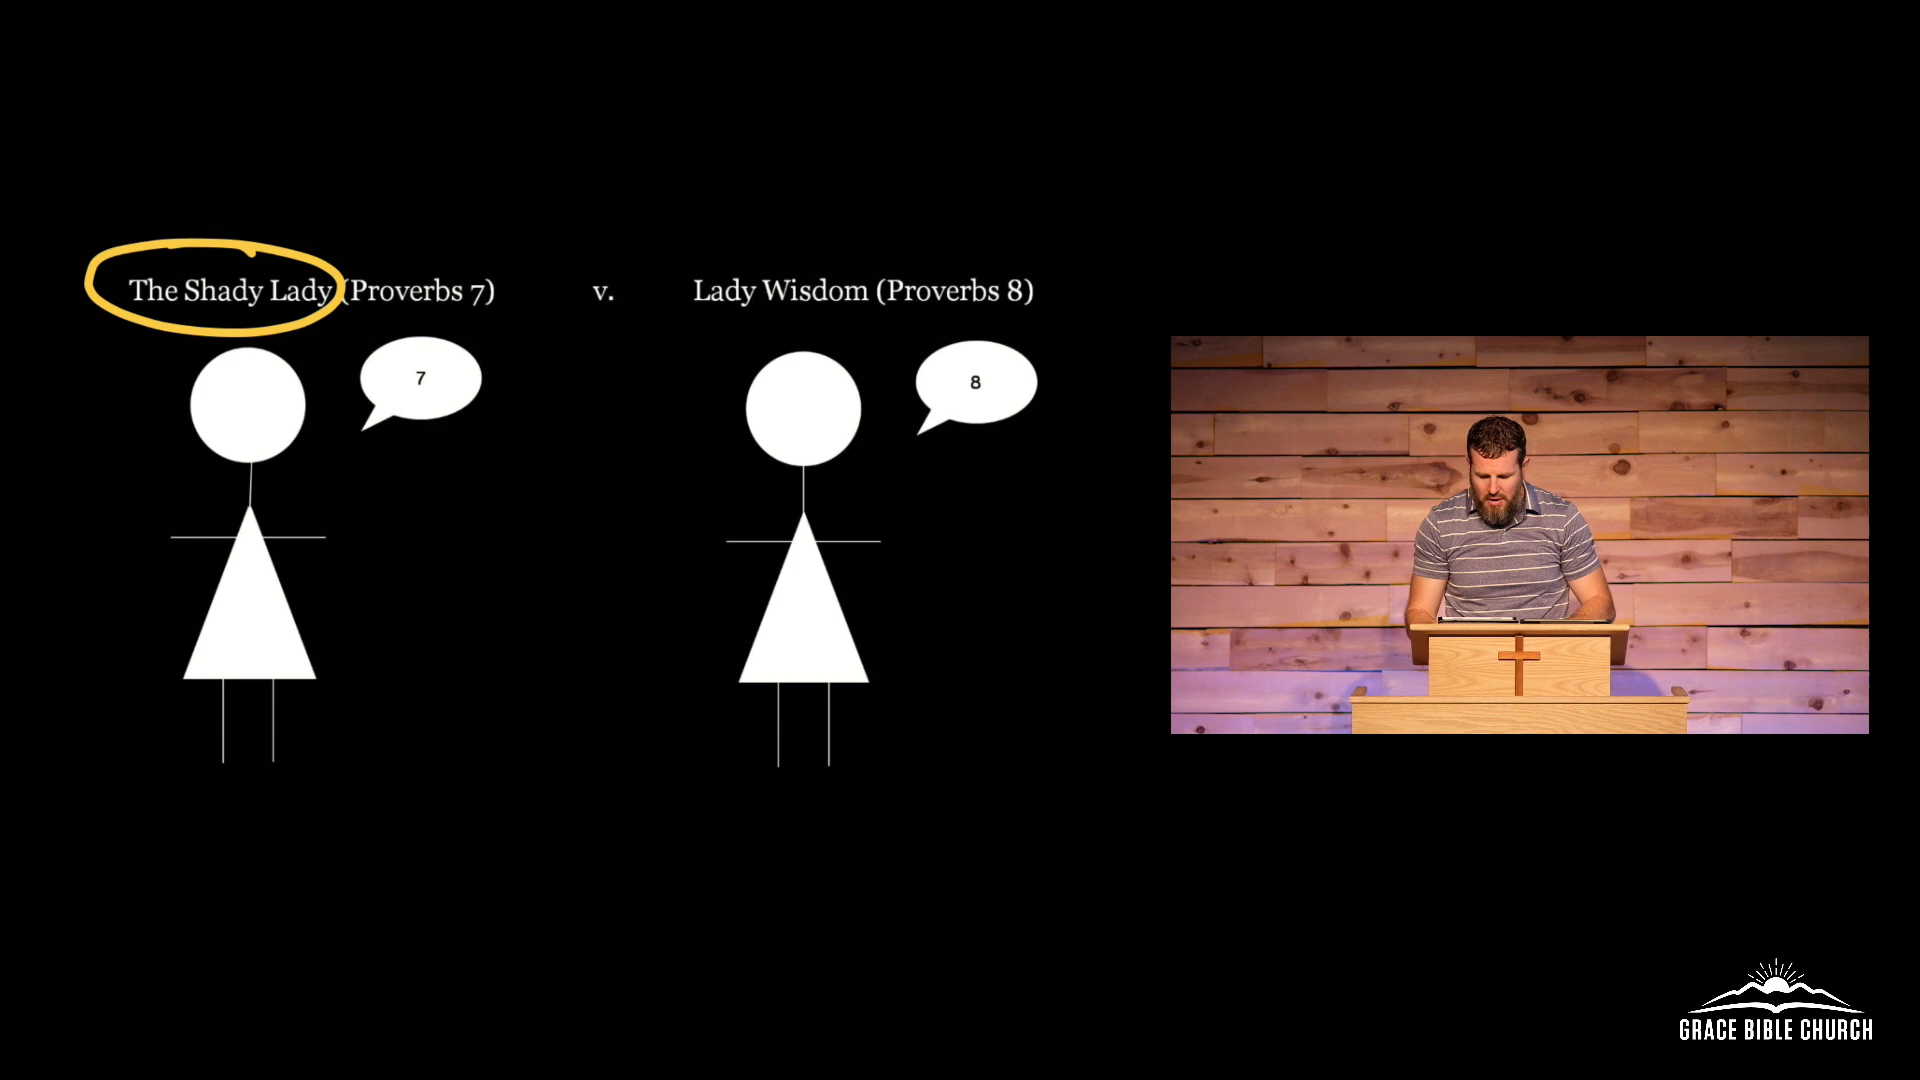 The Shady Lady (Proverbs 7) v. Lady Wisdom (Proverbs 8)
7
8
GRACE BIBLE CHURCH